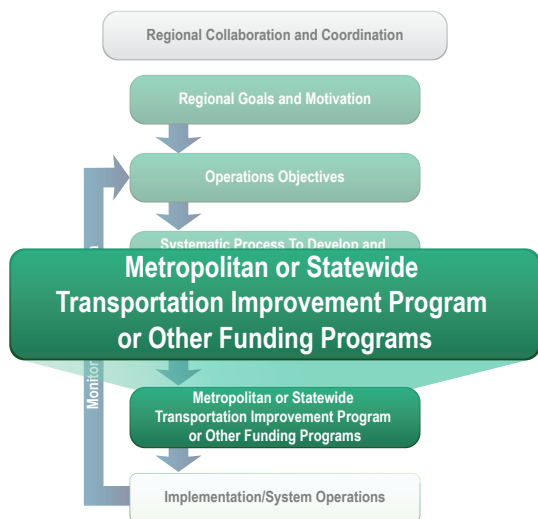 Regional Collaboration and Coordination
Regional Goals and Motivation
Operations Objectives
Systematic Process To Develop and
Metropolitan or Statewide
Transportation Improvement Program
or Other Funding Programs
Metropolitan or Statewide
Transportation Improvement Program
or Other Funding Programs
Implementation/System Operations